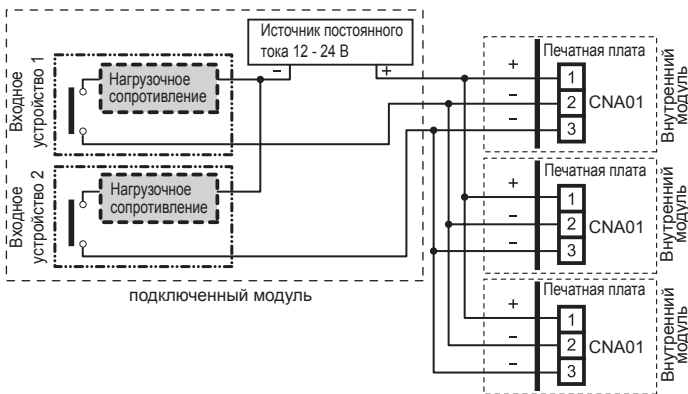 Источник постоянного
тока 12 - 24 В
−
+
Входное
устройство 1
Нагрузочное
сопротивление
Входное
устройство 2
Нагрузочное
сопротивление
подключенный модуль
Печатная плата
+
1
−
2
CNA01
−
3
Внутренний
модуль
Печатная плата
+
1
−
2
CNA01
−
3
Внутренний
модуль
Печатная плата
+
1
−
2
CNA01
−
3
Внутренний
модуль